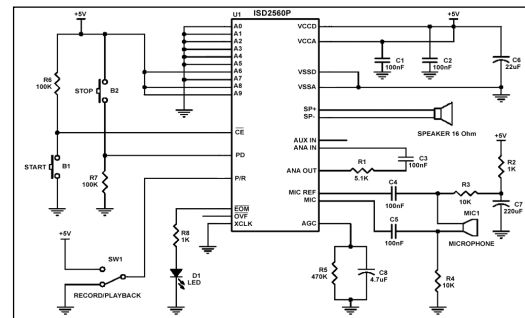 U1
ISD2560P
+5V
+5V
A0
A1
A2
A3
A4
A5
A6
A7
A8
A9
CE
PD
P/R
EOM
OVF
XCLK
VCCD
VCCA
VSSD
VSSA
SP+
SP-
AUX IN
ANA IN
ANA OUT
MIC REF
MIC
AGC
R6
100K
STOP
B2
START
B1
R7
100K
+5V
SW1
RECORD/PLAYBACK
R8
1K
D1
LED
C1
100nF
C2
100nF
C6
22uF
SPEAKER 16 Ohm
R1
5.1K
C3
100nF
+5V
R2
1K
C4
100nF
R3
10K
C7
220uF
MIC1
MICROPHONE
C5
100nF
R4
10K
R5
470K
C8
4.7uF